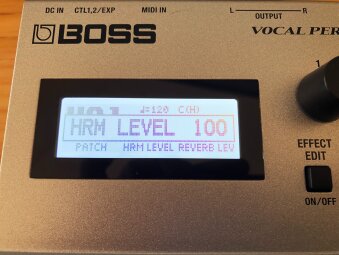 DC IN CTL1,2/EXP MIDI IN L OUTPUT R
BOSS
VOCAL PER
1
♩=120 C(H)
HRM LEVEL 100
PATCH HRM LEVEL REVERB LEV
EFFECT
EDIT
ON/OFF